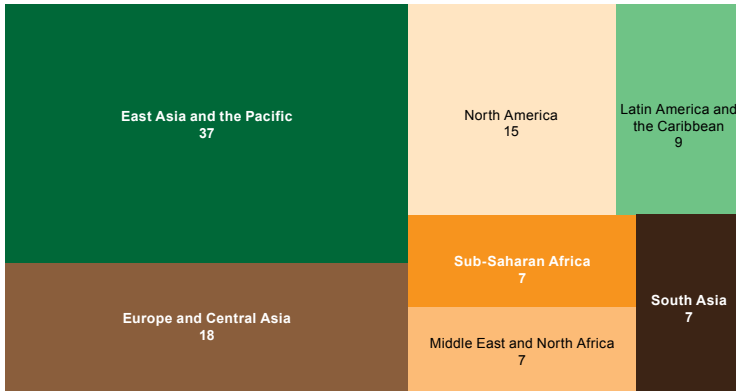 East Asia and the Pacific
37
North America
15
Latin America and
the Caribbean
9
Europe and Central Asia
18
Sub-Saharan Africa
7
Middle East and North Africa
7
South Asia
7